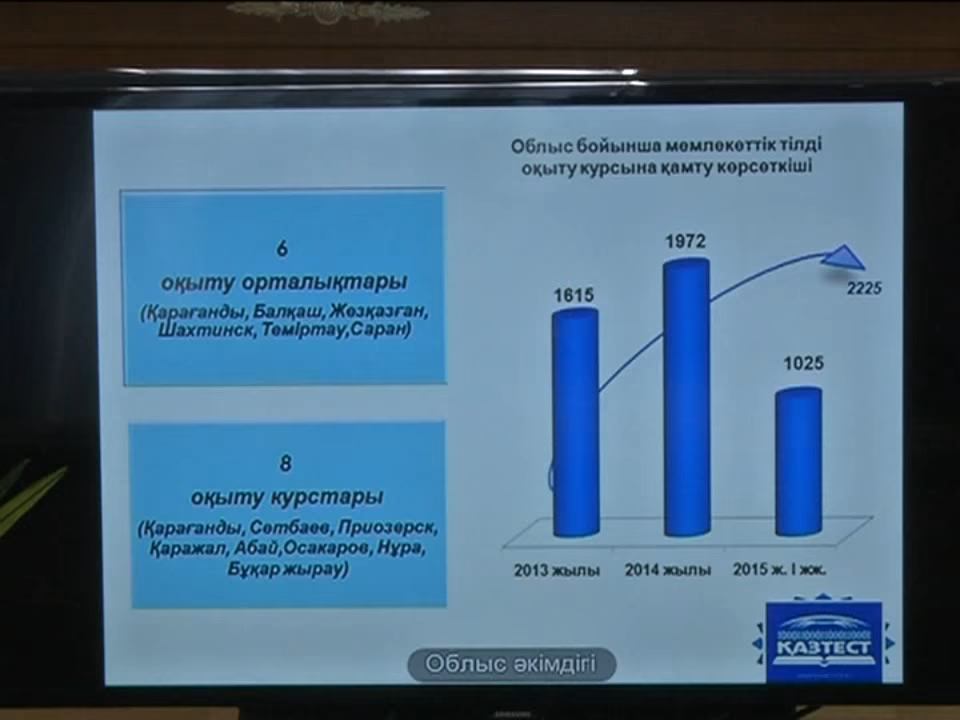 Облыс бойынша мемлекеттік тілді
оқыту курсына қамту көрсеткіші
6
оқыту орталықтары
(Қарағанды, Балқаш, Жезқазған,
Шахтинск, Теміртау,Саран)
8
оқыту курстары
(Қарағанды, Сәтбаев, Приозерск,
Қаражал, Абай,Осакаров, Нұра,
Бұқар жырау)
1615
1972
2225
1025
2013 жылы
2014 жылы
2015 ж. I жж.
ҚАЗТЕСТ
Облыс әкімдігі
SAMSUNG